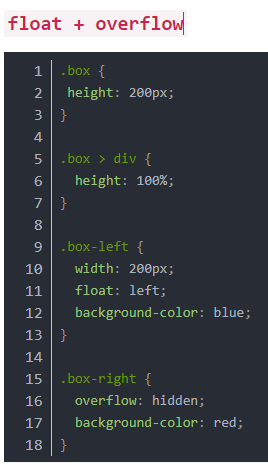 float + overflow
1 .box {
2  height: 200px;
3 }
4
5 .box > div {
6   height: 100%;
7 }
8
9 .box-left {
10   width: 200px;
11   float: left;
12   background-color: blue;
13 }
14
15 .box-right {
16   overflow: hidden;
17   background-color: red;
18 }